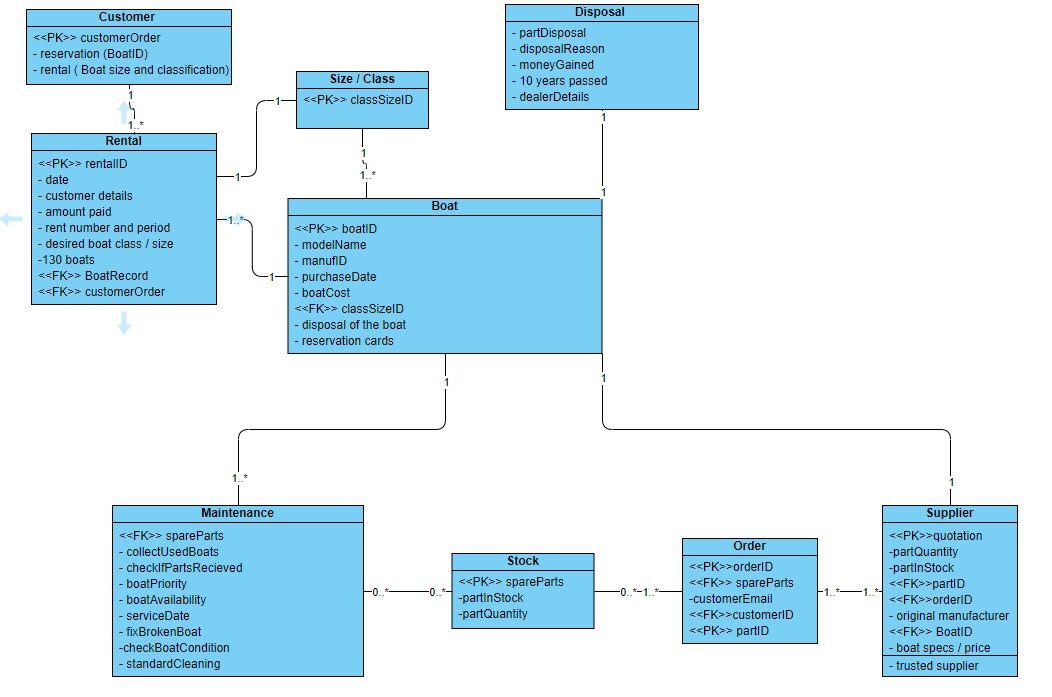 Customer
<<PK>> customerOrder
- reservation (BoatID)
- rental ( Boat size and classification)
1
1..*
Rental
<<PK>> rentalID
- date
- customer details
- amount paid
- rent number and period
- desired boat class / size
-130 boats
<<FK>> BoatRecord
<<FK>> customerOrder
1
1
1..*
1
Size / Class
<<PK>> classSizeID
1
1..*
Disposal
- partDisposal
- disposalReason
- moneyGained
- 10 years passed
- dealerDetails
1
1
Boat
<<PK>> boatID
- modelName
- manufID
- purchaseDate
- boatCost
<<FK>> classSizeID
- disposal of the boat
- reservation cards
1
1
1..*
1
Maintenance
<<FK>> spareParts
- collectUsedBoats
- checkIfPartsRecieved
- boatPriority
- boatAvailability
- serviceDate
- fixBrokenBoat
-checkBoatCondition
- standardCleaning
0..*
0..*
Stock
<<PK>> spareParts
-partInStock
-partQuantity
0..*
1..*
Order
<<PK>>orderID
<<FK>> spareParts
-customerEmail
<<FK>>customerID
<<PK>> partID
1..*
1..*
Supplier
<<PK>>quotation
-partQuantity
-partInStock
<<FK>>partID
<<FK>>orderID
- original manufacturer
<<FK>> BoatID
- boat specs / price
- trusted supplier